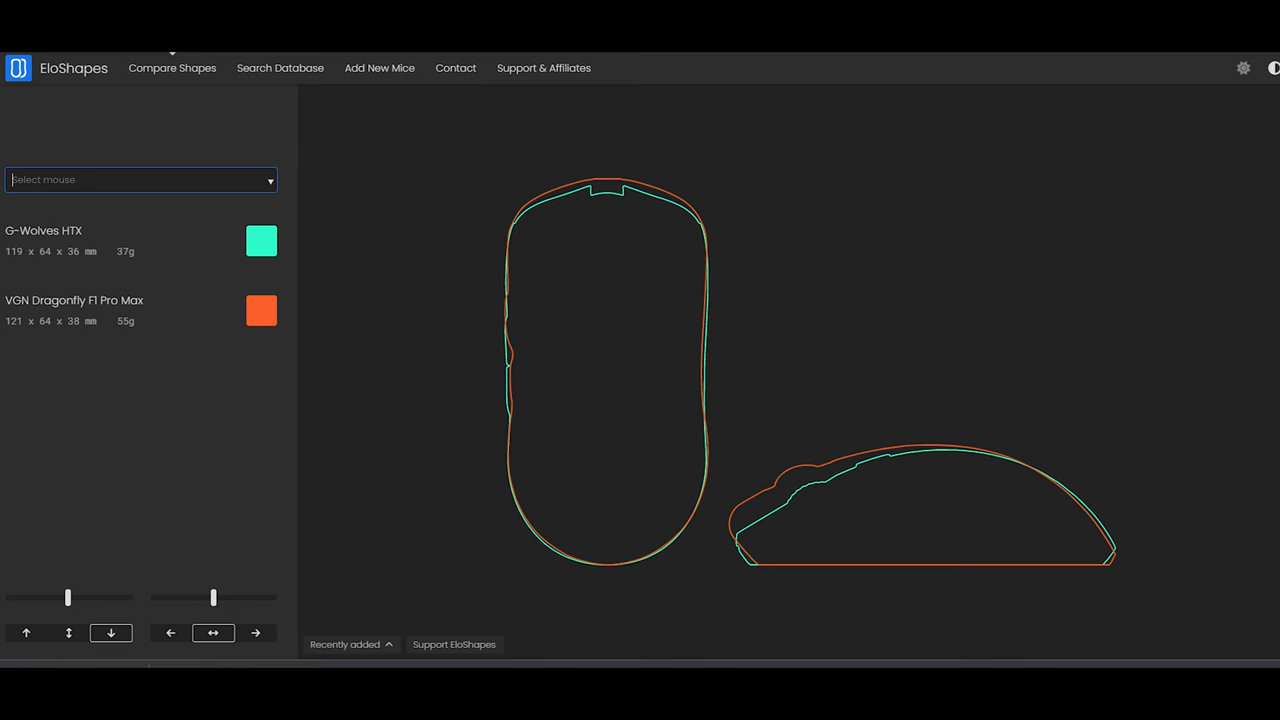 EloShapes Compare Shapes Search Database Add New Mice Contact Support & Affiliates
Select mouse
G-Wolves HTX
119 x 64 x 36 mm 37g
VGN Dragonfly F1 Pro Max
121 x 64 x 38 mm 55g
Recently added Support EloShapes